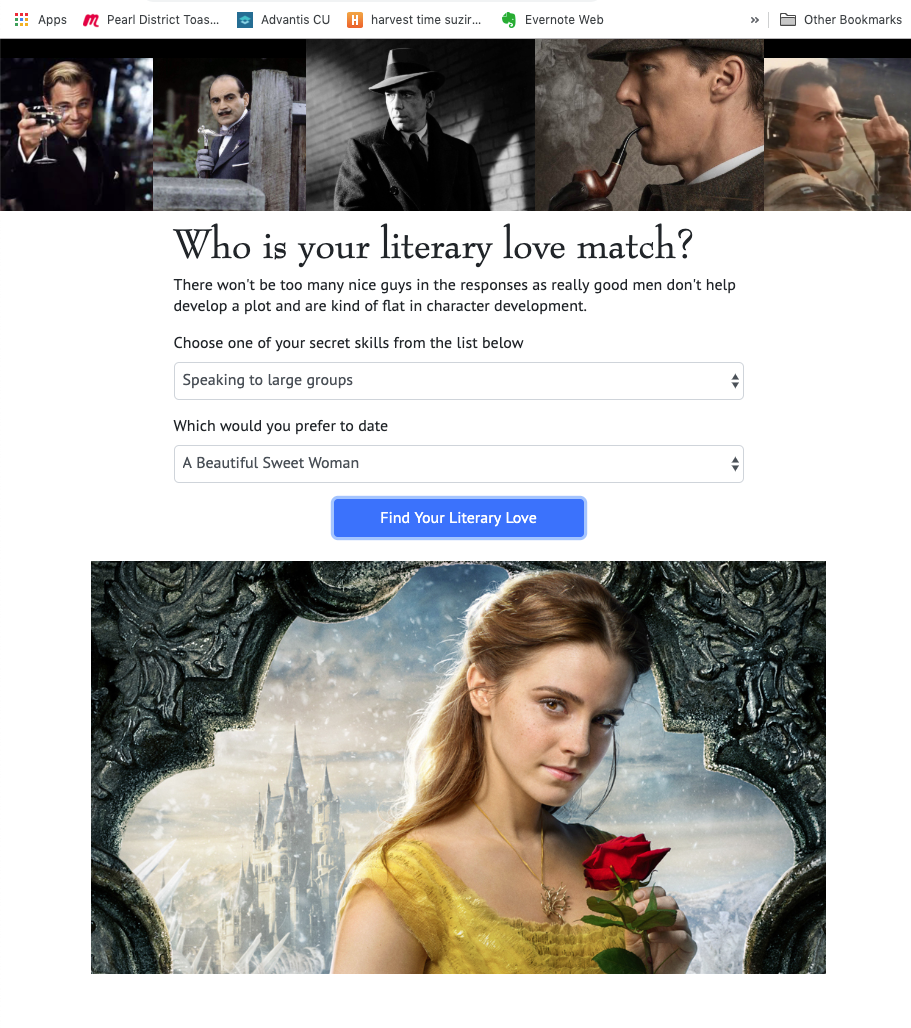 Apps Pearl District Toas... Advantis CU H harvest time suzir... Evernote Web » Other Bookmarks
Who is your literary love match?
There won't be too many nice guys in the responses as really good men don't help
develop a plot and are kind of flat in character development.
Choose one of your secret skills from the list below
Speaking to large groups
Which would you prefer to date
A Beautiful Sweet Woman
Find Your Literary Love